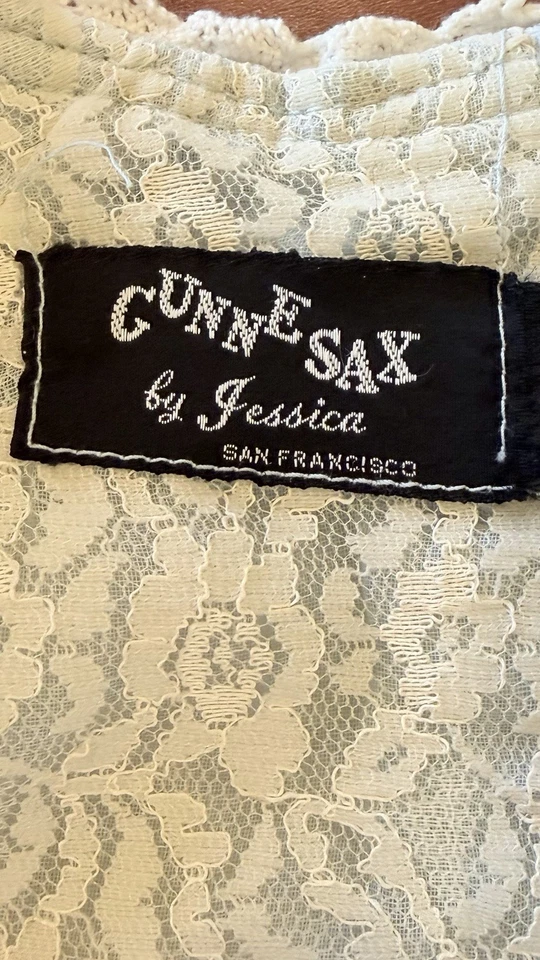 GUNNE SAX
by Jessica
SAN FRANCISCO